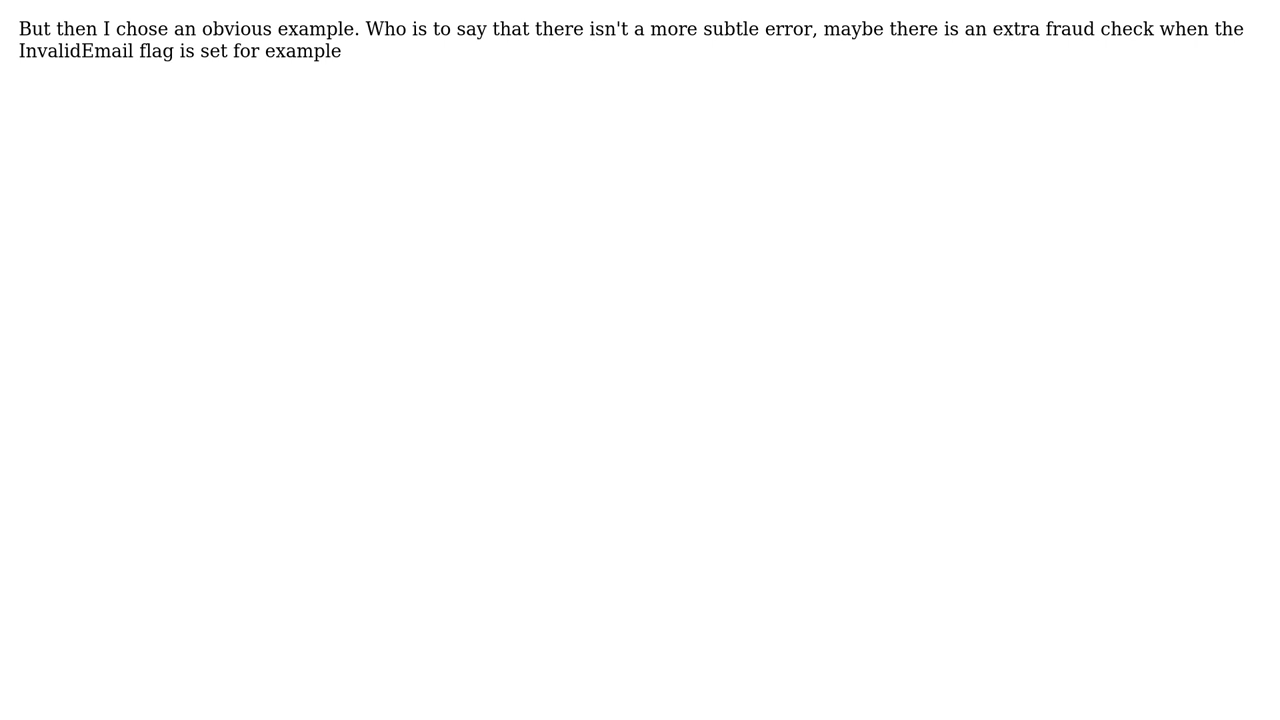 But then I chose an obvious example. Who is to say that there isn't a more subtle error, maybe there is an extra fraud check when the
InvalidEmail flag is set for example